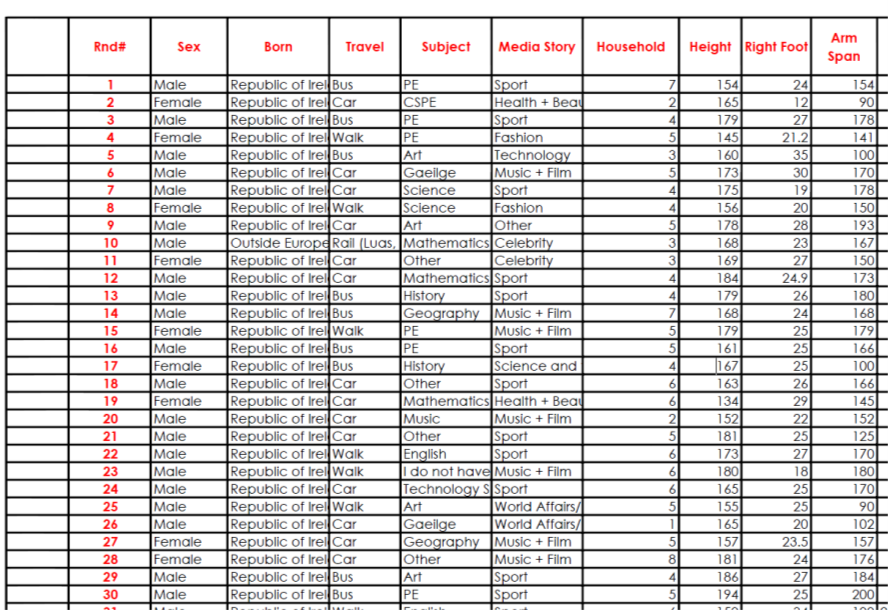 Rnd# Sex Born Travel Subject Media Story Household Height Right Foot Arm Span
1 Male Republic of Irel Bus PE Sport 7 154 24 154
2 Female Republic of Irel Car CSPE Health + Beau 2 165 12 90
3 Male Republic of Irel Bus PE Sport 4 179 27 178
4 Female Republic of Irel Walk PE Fashion 5 145 21.2 141
5 Male Republic of Irel Bus Art Technology 3 160 35 100
6 Male Republic of Irel Car Gaeilge Music + Film 5 173 30 170
7 Male Republic of Irel Car Science Sport 4 175 19 178
8 Female Republic of Irel Walk Science Fashion 4 156 20 150
9 Male Republic of Irel Car Art Other 5 178 28 193
10 Male Outside Europe Rail (Luas, Mathematics Celebrity 3 168 23 167
11 Female Republic of Irel Car Other Celebrity 3 169 27 150
12 Male Republic of Irel Car Mathematics Sport 4 184 24.9 173
13 Male Republic of Irel Bus History Sport 4 179 26 180
14 Male Republic of Irel Bus Geography Music + Film 7 168 24 168
15 Female Republic of Irel Walk PE Music + Film 5 179 25 179
16 Male Republic of Irel Bus PE Sport 5 161 25 166
17 Female Republic of Irel Bus History Science and 4 167 25 100
18 Male Republic of Irel Car Other Sport 6 163 26 166
19 Female Republic of Irel Car Mathematics Health + Beau 6 134 29 145
20 Male Republic of Irel Car Music Music + Film 2 152 22 152
21 Male Republic of Irel Car Other Sport 5 181 25 125
22 Male Republic of Irel Walk English Sport 6 173 27 170
23 Male Republic of Irel Walk I do not have Music + Film 6 180 18 180
24 Male Republic of Irel Car Technology S Sport 6 165 25 170
25 Male Republic of Irel Walk Art World Affairs/ 5 155 25 90
26 Male Republic of Irel Car Gaeilge World Affairs/ 1 165 20 102
27 Female Republic of Irel Car Geography Music + Film 5 157 23.5 157
28 Female Republic of Irel Car Other Music + Film 8 181 24 176
29 Male Republic of Irel Bus Art Sport 4 186 27 184
30 Male Republic of Irel Bus PE Sport 5 194 25 200